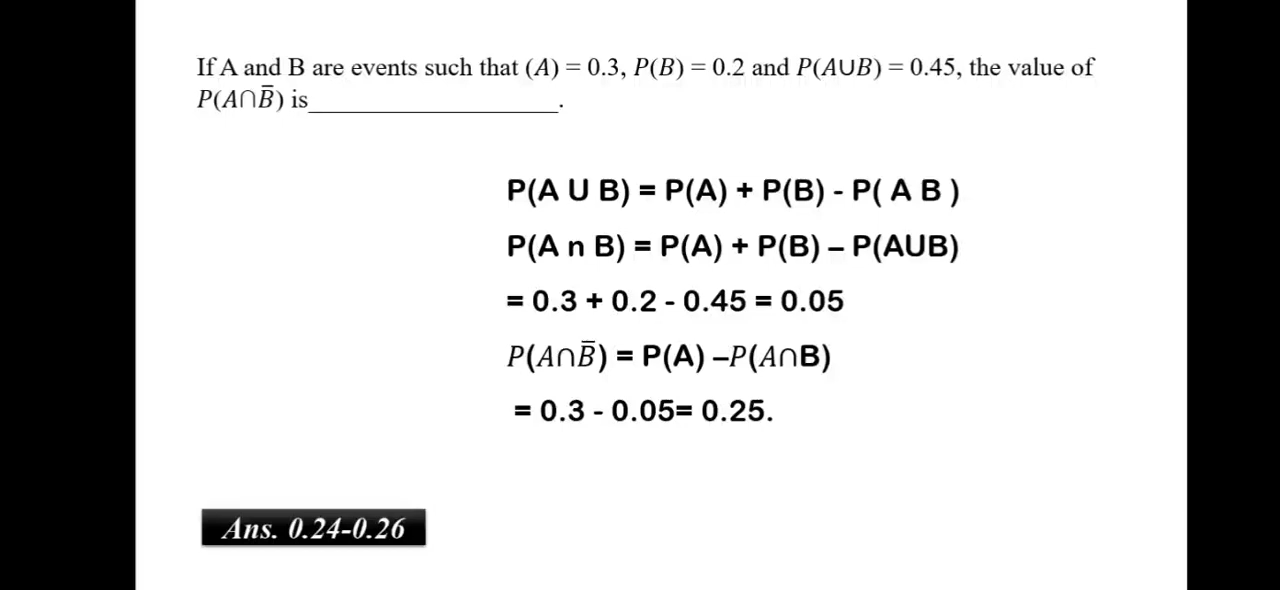 If A and B are events such that (A) = 0.3, P(B) = 0.2 and P(A∪B) = 0.45, the value of
P(A∩B̅) is____________________.
P(A U B) = P(A) + P(B) - P( A B )
P(A n B) = P(A) + P(B) – P(AUB)
= 0.3 + 0.2 - 0.45 = 0.05
P(A∩B̅) = P(A) –P(A∩B)
= 0.3 - 0.05= 0.25.
Ans. 0.24-0.26